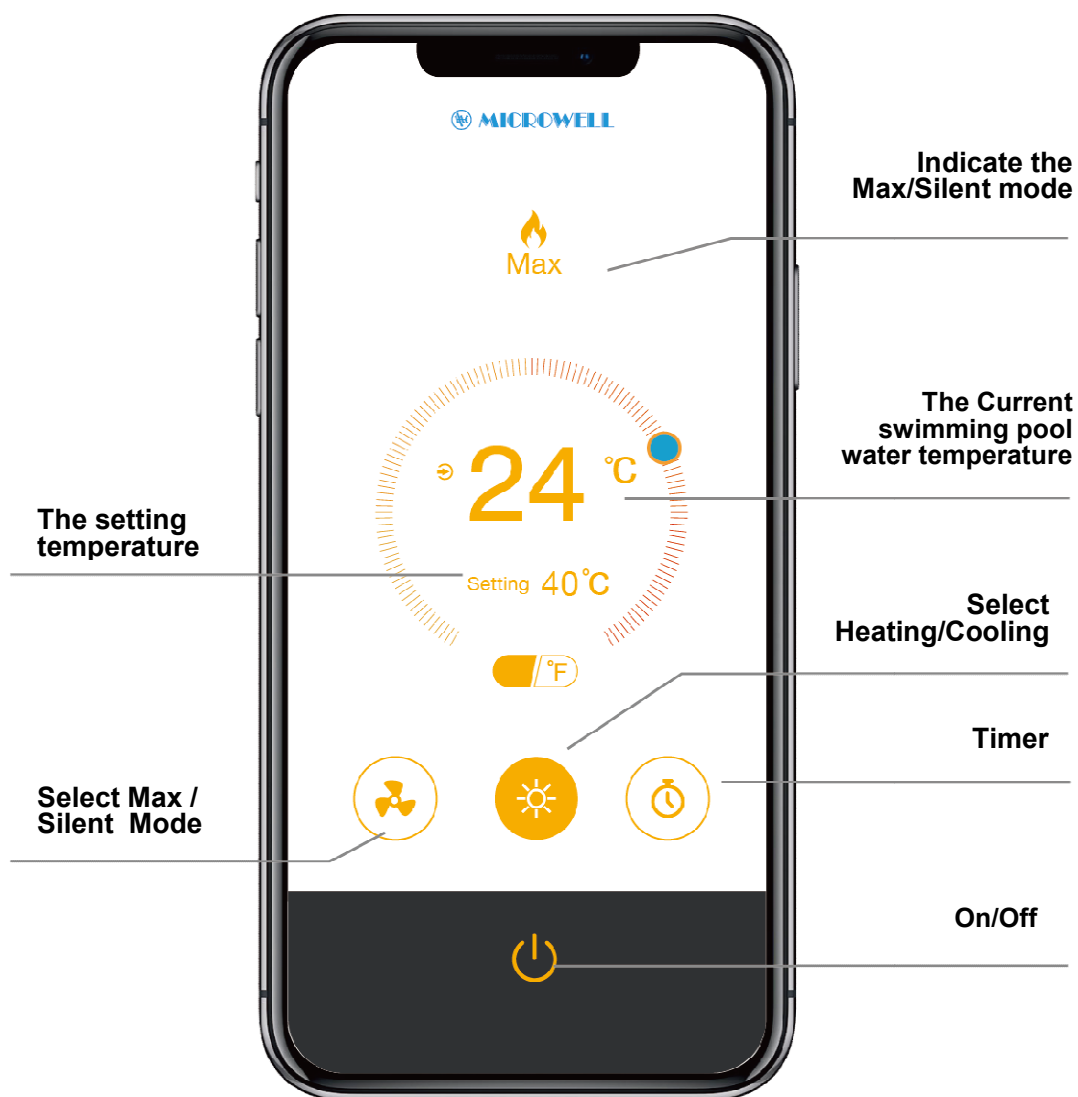 MICROWELL
Indicate the
Max/Silent mode
Max
The Current
swimming pool
water temperature
24 °C
The setting
temperature
Setting 40°C
Select
Heating/Cooling
°F
Timer
Select Max /
Silent Mode
On/Off